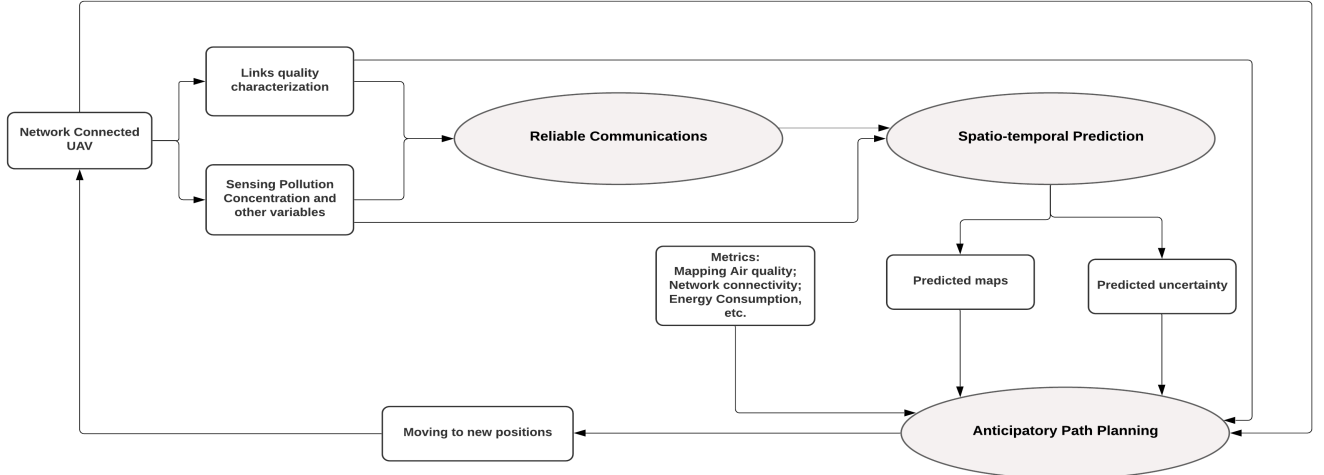 Links quality
characterization
Network Connected
UAV
Reliable Communications
Spatio-temporal Prediction
Sensing Pollution
Concentration and
other variables
Metrics:
Mapping Air quality;
Network connectivity;
Energy Consumption,
etc.
Predicted maps
Predicted uncertainty
Moving to new positions
Anticipatory Path Planning